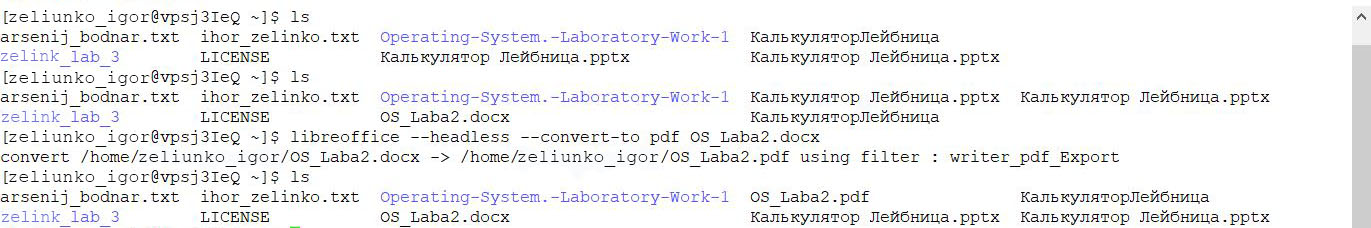 [zeliunko_igor@vpsj3IeQ ~]$ ls
arsenij_bodnar.txt  ihor_zelinko.txt  Operating-System.-Laboratory-Work-1  КалькуляторЛейбница
zelink_lab_3        LICENSE           Калькулятор Лейбница.pptx            Калькулятор Лейбница.pptx
[zeliunko_igor@vpsj3IeQ ~]$ ls
arsenij_bodnar.txt  ihor_zelinko.txt  Operating-System.-Laboratory-Work-1  Калькулятор Лейбница.pptx  Калькулятор Лейбница.pptx
zelink_lab_3        LICENSE           OS_Laba2.docx                        КалькуляторЛейбница
[zeliunko_igor@vpsj3IeQ ~]$ libreoffice --headless --convert-to pdf OS_Laba2.docx
convert /home/zeliunko_igor/OS_Laba2.docx -> /home/zeliunko_igor/OS_Laba2.pdf using filter : writer_pdf_Export
[zeliunko_igor@vpsj3IeQ ~]$ ls
arsenij_bodnar.txt  ihor_zelinko.txt  Operating-System.-Laboratory-Work-1  OS_Laba2.pdf               КалькуляторЛейбница
zelink_lab_3        LICENSE           OS_Laba2.docx                        Калькулятор Лейбница.pptx  Калькулятор Лейбница.pptx